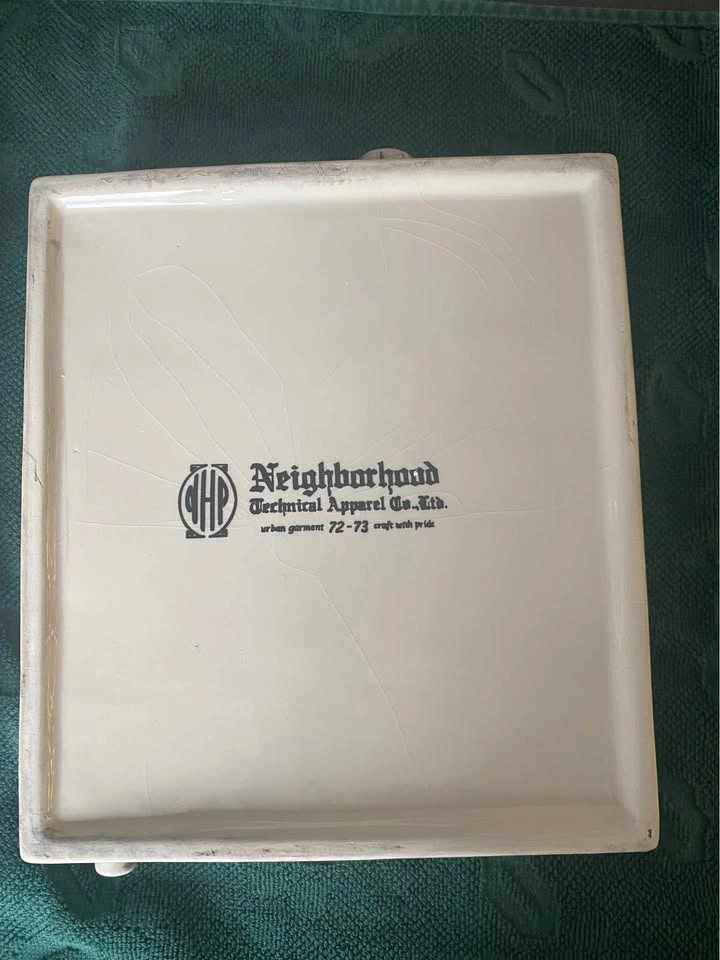 NHP
Neighborhood
Technical Apparel Co.,Ltd.
urban garment 72-73 craft with pride